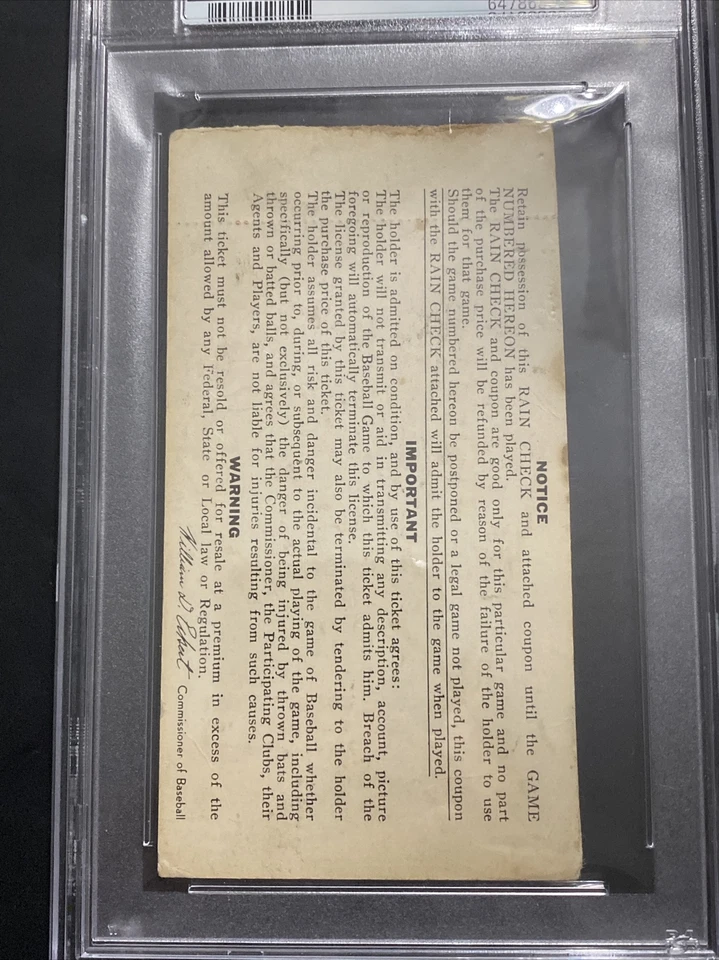 NOTICE
Retain possession of this RAIN CHECK and attached coupon until the GAME
NUMBERED HEREON has been played.
The RAIN CHECK and coupon are good only for this particular game and no part
of the purchase price will be refunded by reason of the failure of the holder to use
them for that game.
Should the game numbered hereon be postponed or a legal game not played, this coupon
with the RAIN CHECK attached will admit the holder to the game when played.
IMPORTANT
The holder is admitted on condition, and by use of this ticket agrees:
The holder will not transmit or aid in transmitting any description, account, picture
or reproduction of the Baseball Game to which this ticket admits him. Breach of the
foregoing will automatically terminate this license.
The license granted by this ticket may also be terminated by tendering to the holder
the purchase price of this ticket.
The holder assumes all risk and danger incidental to the game of Baseball whether
occurring prior to, during, or subsequent to the actual playing of the game, including
specifically (but not exclusively) the danger of being injured by thrown bats and
thrown or batted balls, and agrees that the Commissioner, the Participating Clubs, their
Agents and Players, are not liable for injuries resulting from such causes.
WARNING
This ticket must not be resold or offered for resale at a premium in excess of the
amount allowed by any Federal, State or Local law or Regulation.
William D. Eckert Commissioner of Baseball